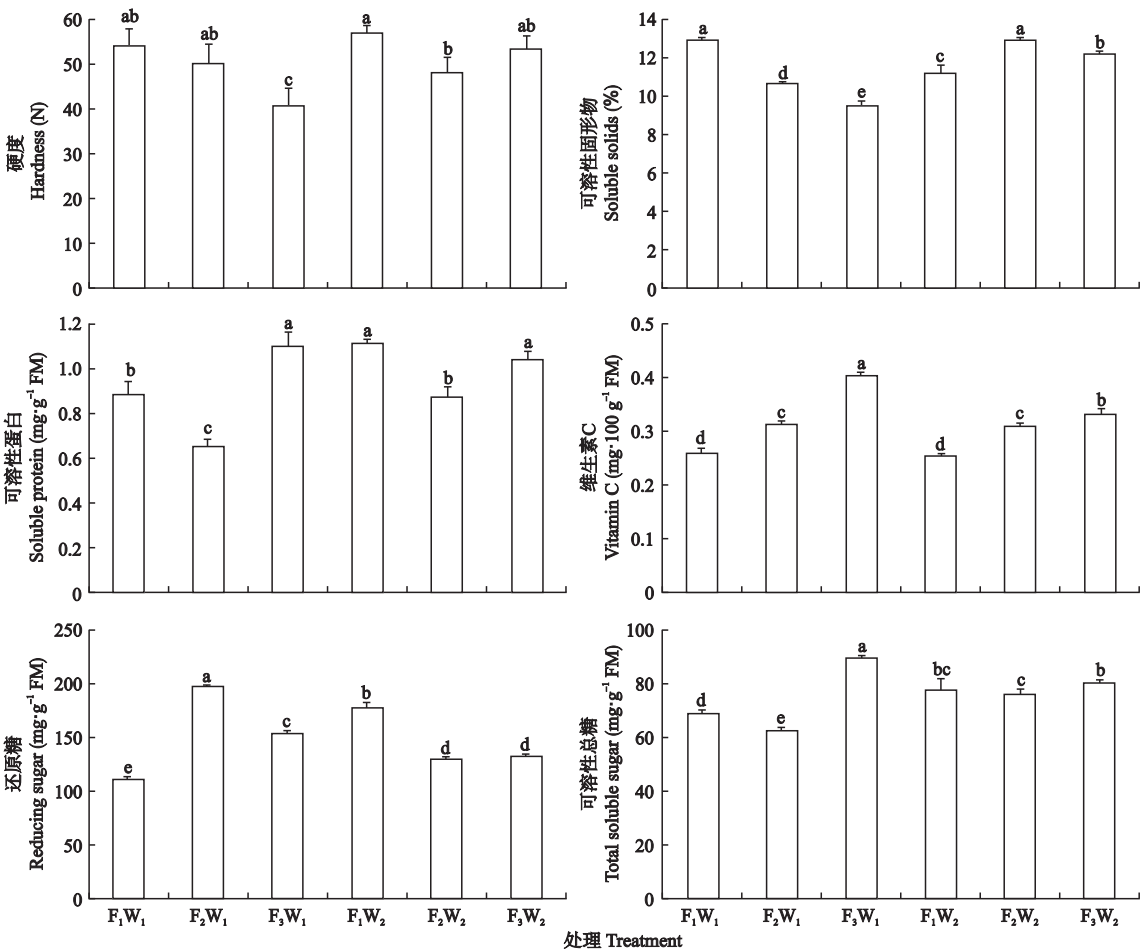 硬度
Hardness (N)
60
50
40
30
20
10
0
ab
ab
c
a
b
ab
可溶性固形物
Soluble solids (%)
14
12
10
8
6
4
2
0
a
d
e
c
a
b
可溶性蛋白
Soluble protein (mg·g⁻¹ FM)
1.2
1.0
0.8
0.6
0.4
0.2
0
b
c
a
a
b
a
维生素C
Vitamin C (mg·100 g⁻¹ FM)
0.5
0.4
0.3
0.2
0.1
0
d
c
a
d
c
b
还原糖
Reducing sugar (mg·g⁻¹ FM)
250
200
150
100
50
0
e
a
c
b
d
d
F₁W₁ F₂W₁ F₃W₁ F₁W₂ F₂W₂ F₃W₂
可溶性总糖
Total soluble sugar (mg·g⁻¹ FM)
100
80
60
40
20
0
d
e
a
bc
c
b
F₁W₁ F₂W₁ F₃W₁ F₁W₂ F₂W₂ F₃W₂
处理 Treatment